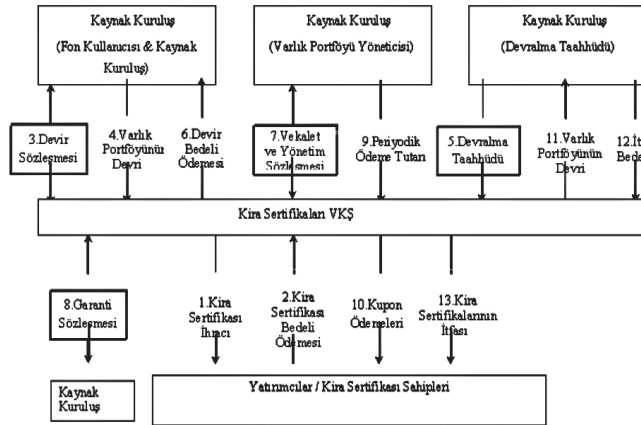 Kaynak Kuruluş
(Fon Kullanıcısı & Kaynak
Kuruluş)
Kaynak Kuruluş
(Varlık Portföyü Yöneticisi)
Kaynak Kuruluş
(Devralma Taahhüdü)
3.Devir
Sözleşmesi
4.Varlık
Portföyünün
Devri
6.Devir
Bedeli
Ödemesi
7.Vekalet
ve Yönetim
Sözleşmesi
9.Periyodik
Ödeme Tutarı
5.Devralma
Taahhüdü
11.Varlık
Portföyünün
Devri
12.İt
Bedel
Kira Sertifikaları VKŞ
8.Garanti
Sözleşmesi
1.Kira
Sertifikası
İhracı
2.Kira
Sertifikası
Bedeli
Ödemesi
10.Kupon
Ödemeleri
13.Kira
Sertifikalarının
İtfası
Kaynak
Kuruluş
Yatırımcılar / Kira Sertifikası Sahipleri